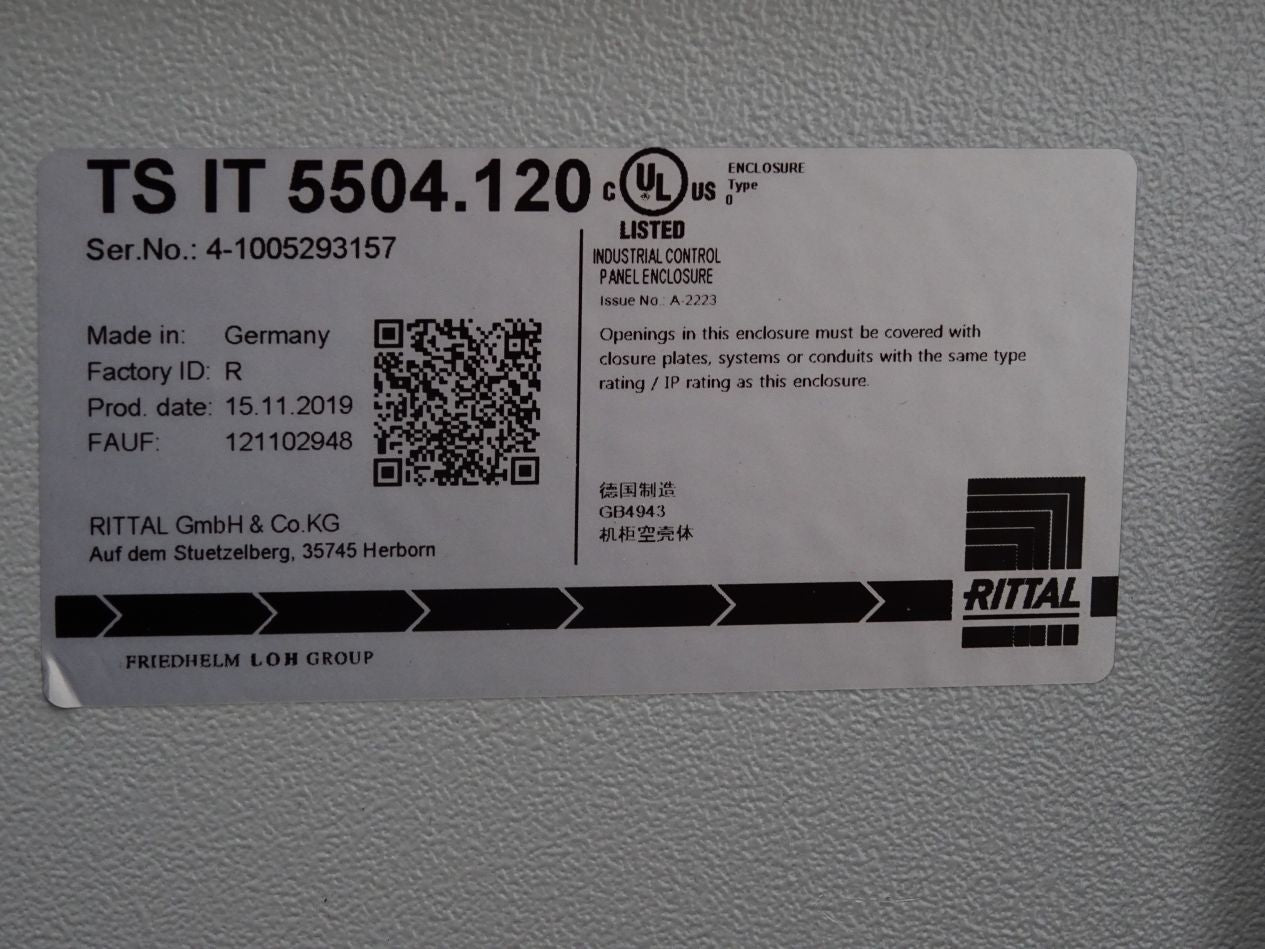 TS IT 5504.120
Ser.No.: 4-1005293157
Made in: Germany
Factory ID: R
Prod. date: 15.11.2019
FAUF: 121102948
RITTAL GmbH & Co.KG
Auf dem Stuetzelberg, 35745 Herborn
C UL US
LISTED
ENCLOSURE
Type
0
INDUSTRIAL CONTROL
PANEL ENCLOSURE
Issue No.: A-2223
Openings in this enclosure must be covered with
closure plates, systems or conduits with the same type
rating / IP rating as this enclosure.
德国制造
GB4943
机柜空壳体
RITTAL
FRIEDHELM LOH GROUP